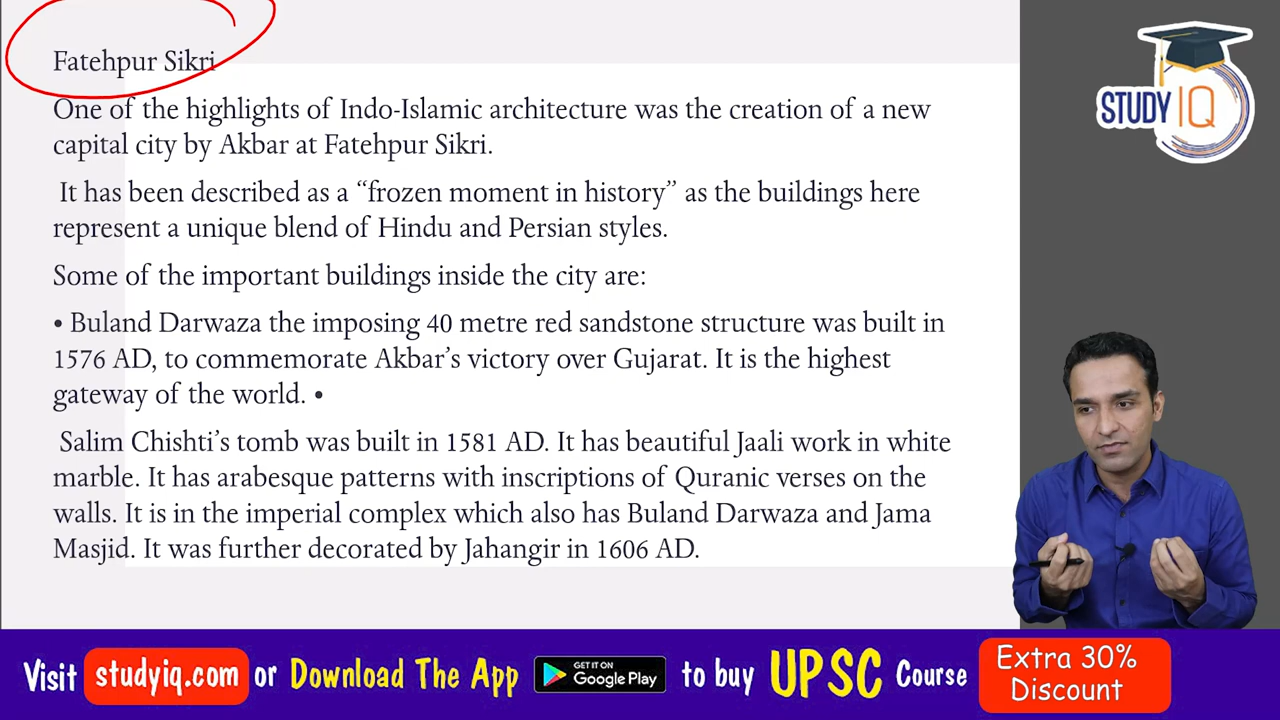 Fatehpur Sikri
One of the highlights of Indo-Islamic architecture was the creation of a new
capital city by Akbar at Fatehpur Sikri.
It has been described as a “frozen moment in history” as the buildings here
represent a unique blend of Hindu and Persian styles.
Some of the important buildings inside the city are:
• Buland Darwaza the imposing 40 metre red sandstone structure was built in
1576 AD, to commemorate Akbar’s victory over Gujarat. It is the highest
gateway of the world. •
Salim Chishti’s tomb was built in 1581 AD. It has beautiful Jaali work in white
marble. It has arabesque patterns with inscriptions of Quranic verses on the
walls. It is in the imperial complex which also has Buland Darwaza and Jama
Masjid. It was further decorated by Jahangir in 1606 AD.
STUDY IQ
Visit studyiq.com or Download The App GET IT ON Google Play to buy UPSC Course Extra 30% Discount